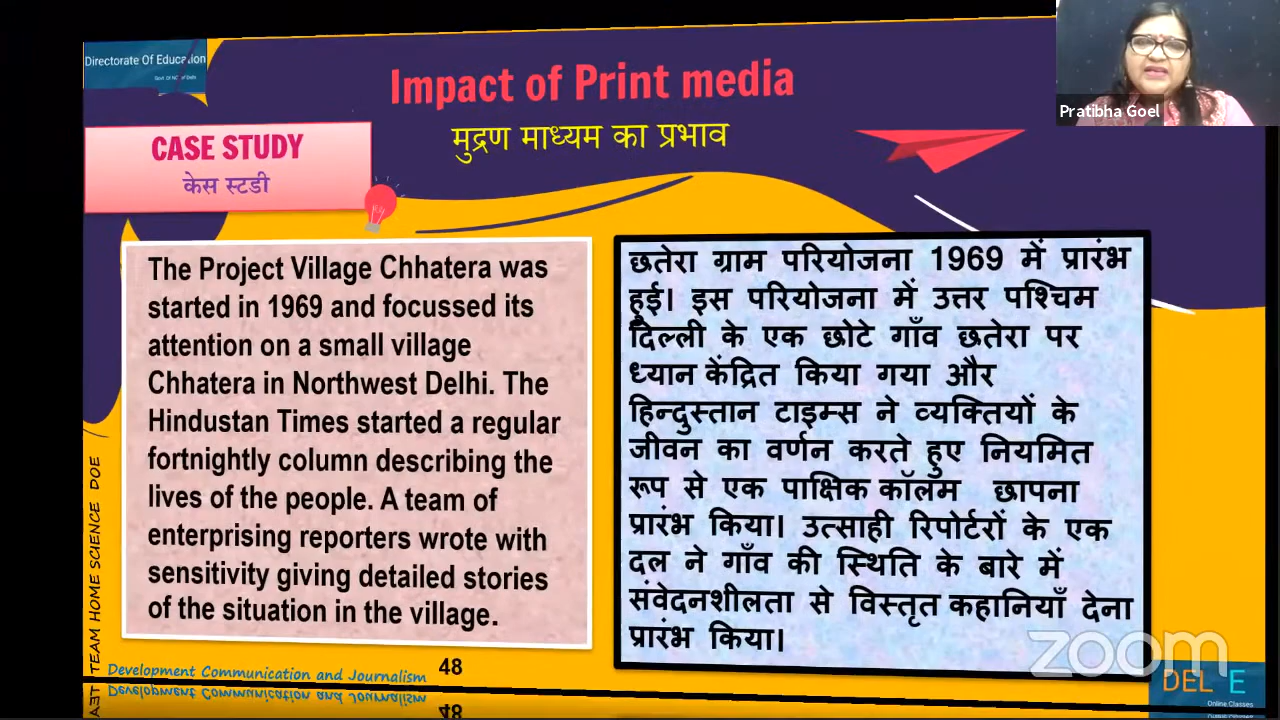 Directorate Of Education
Impact of Print media
मुद्रण माध्यम का प्रभाव
Pratibha Goel
CASE STUDY
केस स्टडी
The Project Village Chhatera was
started in 1969 and focussed its
attention on a small village
Chhatera in Northwest Delhi. The
Hindustan Times started a regular
fortnightly column describing the
lives of the people. A team of
enterprising reporters wrote with
sensitivity giving detailed stories
of the situation in the village.
छतेरा ग्राम परियोजना 1969 में प्रारंभ
हुई। इस परियोजना में उत्तर पश्चिम
दिल्ली के एक छोटे गाँव छतेरा पर
ध्यान केंद्रित किया गया और
हिन्दुस्तान टाइम्स ने व्यक्तियों के
जीवन का वर्णन करते हुए नियमित
रूप से एक पाक्षिक कॉलम छापना
प्रारंभ किया। उत्साही रिपोर्टरों के एक
दल ने गाँव की स्थिति के बारे में
संवेदनशीलता से विस्तृत कहानियाँ देना
प्रारंभ किया।
TEAM HOME SCIENCE DOE
Development Communication and Journalism
48
zoom
DEL E
Online Classes